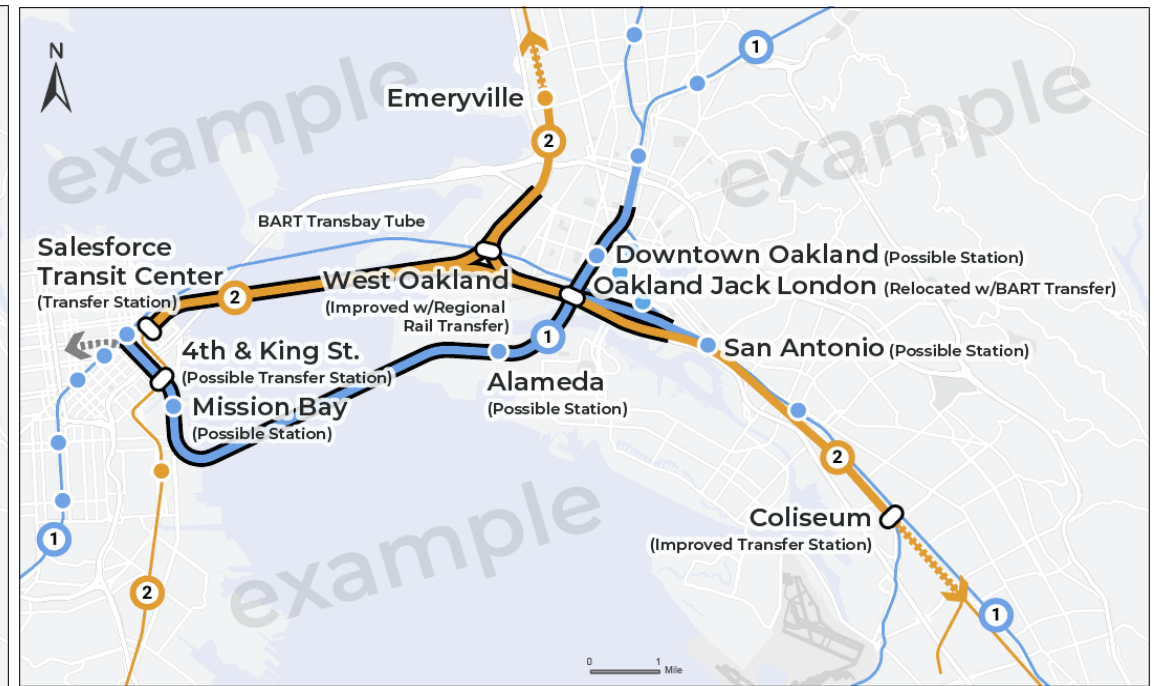 N
example
1
Emeryville
2
example
BART Transbay Tube
Salesforce
Transit Center
(Transfer Station)
Downtown Oakland (Possible Station)
West Oakland
Oakland Jack London (Relocated w/BART Transfer)
2
(Improved w/Regional
Rail Transfer)
1
4th & King St.
San Antonio (Possible Station)
(Possible Transfer Station)
Alameda
(Possible Station)
Mission Bay
(Possible Station)
2
example
Coliseum
(Improved Transfer Station)
1
2
1
0 1 Mile